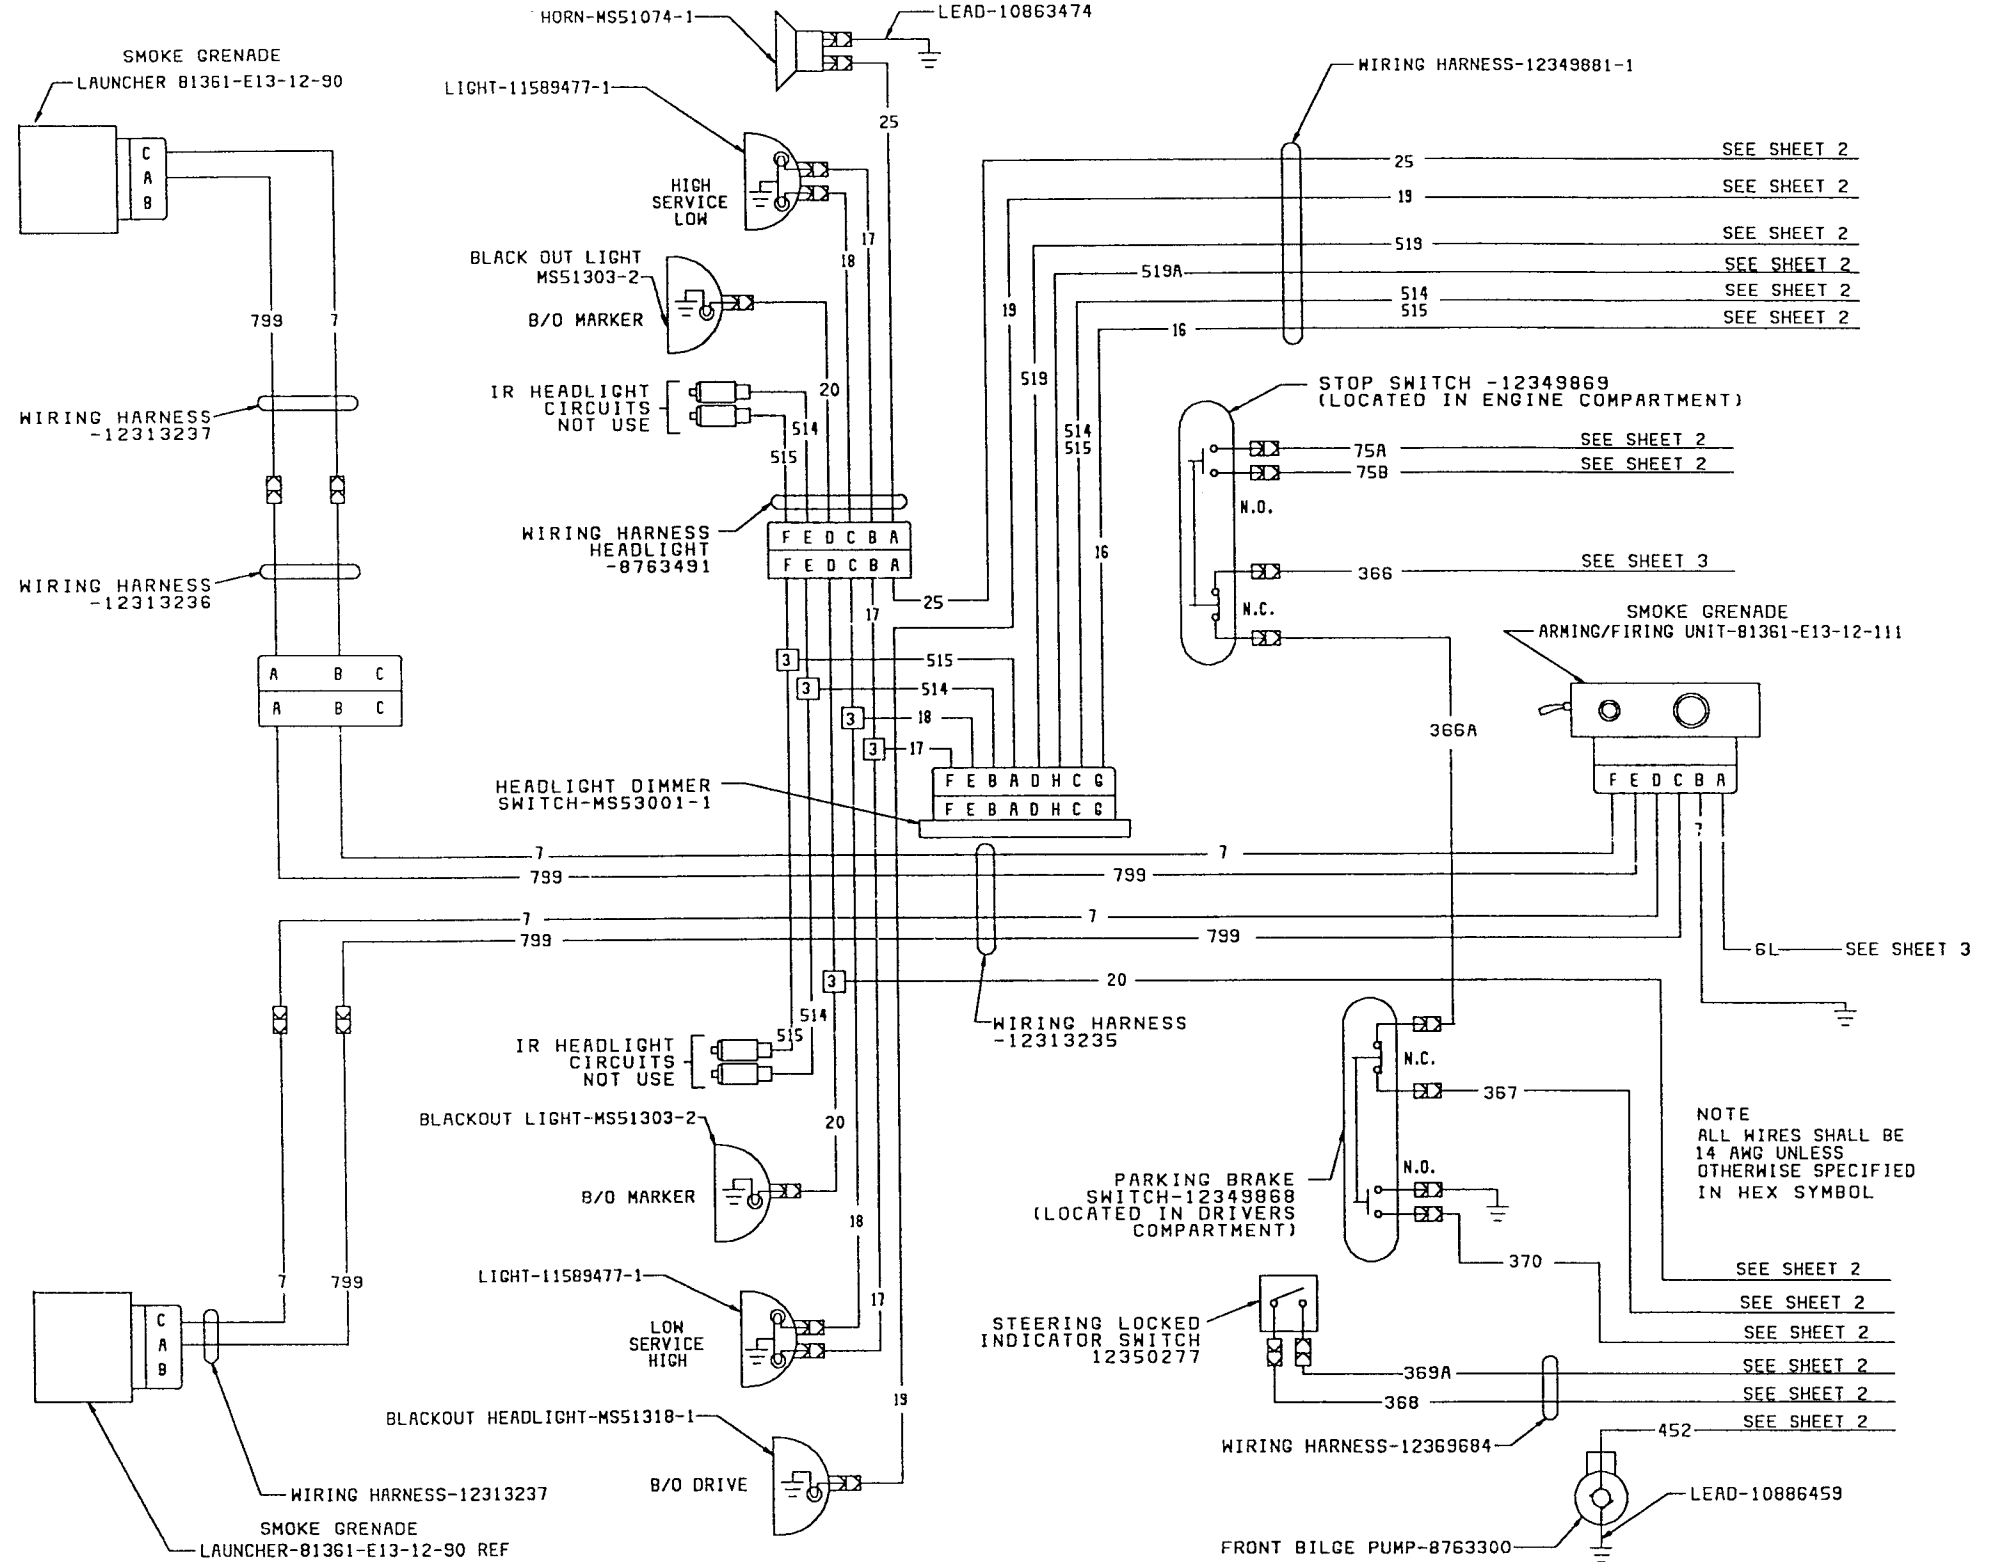 HORN-MS51074-1
LEAD-10863474
SMOKE GRENADE
LAUNCHER 81361-E13-12-90
LIGHT-11589477-1
WIRING HARNESS-12349881-1
C
A
B
25
HIGH
SERVICE
LOW
17
18
25 SEE SHEET 2
19 SEE SHEET 2
519 SEE SHEET 2
519A SEE SHEET 2
514 SEE SHEET 2
515
16 SEE SHEET 2
BLACK OUT LIGHT
MS51303-2
B/O MARKER
799 7
19
519
20
IR HEADLIGHT
CIRCUITS
NOT USE
514
515
514
515
STOP SWITCH -12349869
(LOCATED IN ENGINE COMPARTMENT)
75A SEE SHEET 2
75B SEE SHEET 2
N.O.
WIRING HARNESS
-12313237
WIRING HARNESS
HEADLIGHT
-8763491
F E D C B A
F E D C B A
16
366 SEE SHEET 3
N.C.
WIRING HARNESS
-12313236
25
17
SMOKE GRENADE
ARMING/FIRING UNIT-81361-E13-12-111
A B C
A B C
3 515
3 514
3 18
3 17
366A
HEADLIGHT DIMMER
SWITCH-MS53001-1
F E B A D H C G
F E B A D H C G
F E D C B A
7
7 7
799 799
7 7
799 799
6L SEE SHEET 3
3 20
514
515
WIRING HARNESS
-12313235
IR HEADLIGHT
CIRCUITS
NOT USE
N.C.
367
BLACKOUT LIGHT-MS51303-2
20
B/O MARKER
NOTE
ALL WIRES SHALL BE
14 AWG UNLESS
OTHERWISE SPECIFIED
IN HEX SYMBOL
N.O.
PARKING BRAKE
SWITCH-12349868
(LOCATED IN DRIVERS
COMPARTMENT)
18
370
7 799
LIGHT-11589477-1
17
LOW
SERVICE
HIGH
C
A
B
SEE SHEET 2
SEE SHEET 2
SEE SHEET 2
STEERING LOCKED
INDICATOR SWITCH
12350277
369A SEE SHEET 2
368 SEE SHEET 2
452 SEE SHEET 2
19
BLACKOUT HEADLIGHT-MS51318-1
B/O DRIVE
WIRING HARNESS-12369684
WIRING HARNESS-12313237
LEAD-10886459
SMOKE GRENADE
LAUNCHER-81361-E13-12-90 REF
FRONT BILGE PUMP-8763300